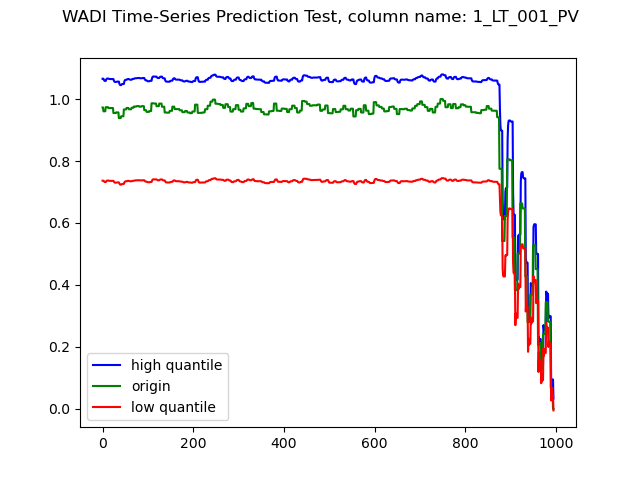 WADI Time-Series Prediction Test, column name: 1_LT_001_PV
1.0
0.8
0.6
0.4
0.2
0.0
high quantile
origin
low quantile
0 200 400 600 800 1000